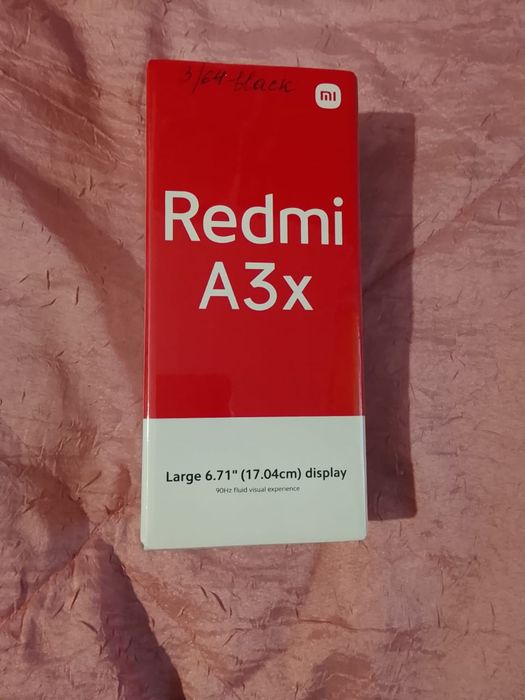 3/64 black
mi
Redmi
A3x
Large 6.71" (17.04cm) display
90Hz fluid visual experience